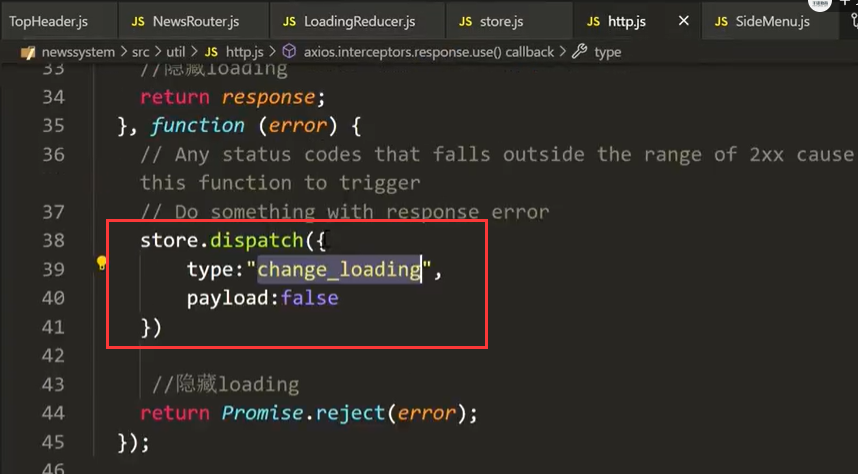 TopHeader.js JS NewsRouter.js JS LoadingReducer.js JS store.js JS http.js × JS SideMenu.js
newssystem > src > util > JS http.js > axios.interceptors.response.use() callback > type
33 //隐藏loading
34 return response;
35 }, function (error) {
36 // Any status codes that falls outside the range of 2xx cause
this function to trigger
37 // Do something with response error
38 store.dispatch({
39 type:"change_loading",
40 payload:false
41 })
42
43 //隐藏loading
44 return Promise.reject(error);
45 });
46